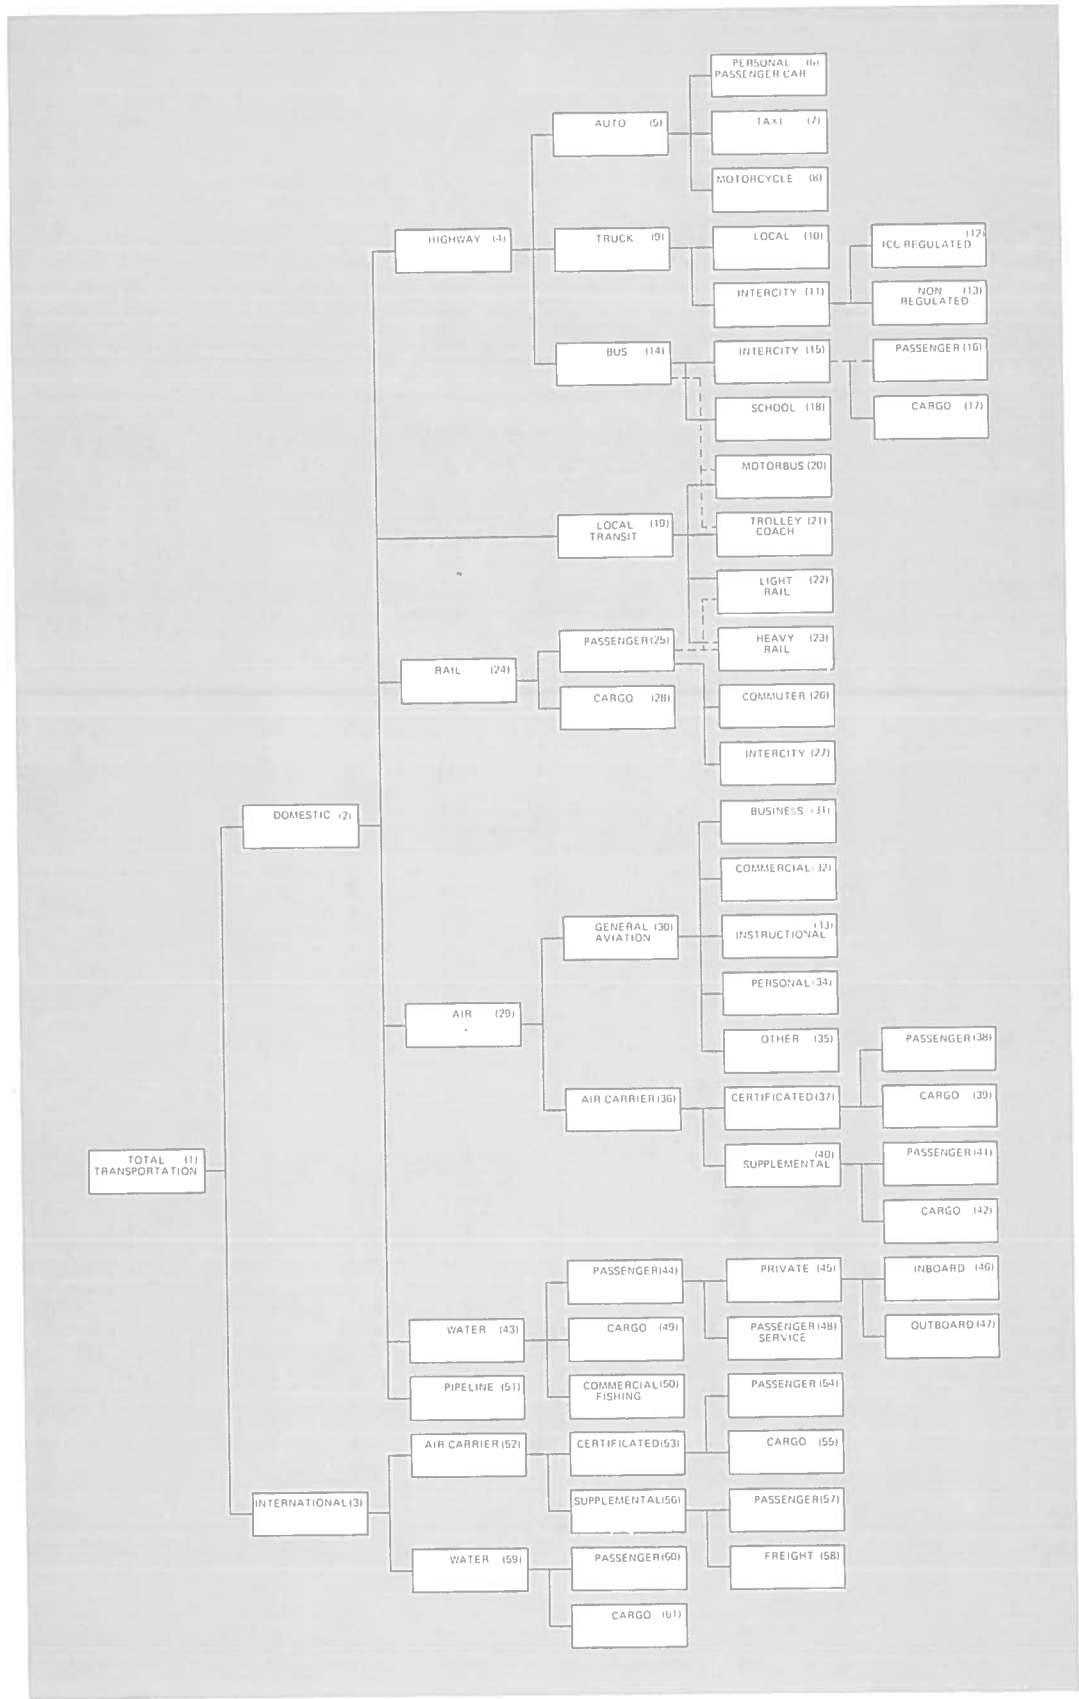 PERSONAL (6)
PASSENGER CAR
AUTO (5)
TAXI (7)
MOTORCYCLE (8)
HIGHWAY (4)
TRUCK (9)
LOCAL (10)
(12)
ICC REGULATED
INTERCITY (11)
NON (13)
REGULATED
BUS (14)
INTERCITY (15)
PASSENGER (16)
SCHOOL (18)
CARGO (17)
MOTORBUS (20)
LOCAL (19)
TRANSIT
TROLLEY (21)
COACH
LIGHT (22)
RAIL
RAIL (24)
PASSENGER (25)
HEAVY (23)
RAIL
CARGO (28)
COMMUTER (26)
INTERCITY (27)
DOMESTIC (2)
BUSINESS (31)
COMMERCIAL (32)
GENERAL (30)
AVIATION
(33)
INSTRUCTIONAL
PERSONAL (34)
AIR (29)
OTHER (35)
PASSENGER (38)
AIR CARRIER (36)
CERTIFICATED (37)
CARGO (39)
TOTAL (1)
TRANSPORTATION
(40)
SUPPLEMENTAL
PASSENGER (41)
CARGO (42)
PASSENGER (44)
PRIVATE (45)
INBOARD (46)
WATER (43)
CARGO (49)
PASSENGER (48)
SERVICE
OUTBOARD (47)
PIPELINE (51)
COMMERCIAL (50)
FISHING
PASSENGER (54)
AIR CARRIER (52)
CERTIFICATED (53)
CARGO (55)
INTERNATIONAL (3)
SUPPLEMENTAL (56)
PASSENGER (57)
WATER (59)
PASSENGER (60)
FREIGHT (58)
CARGO (61)